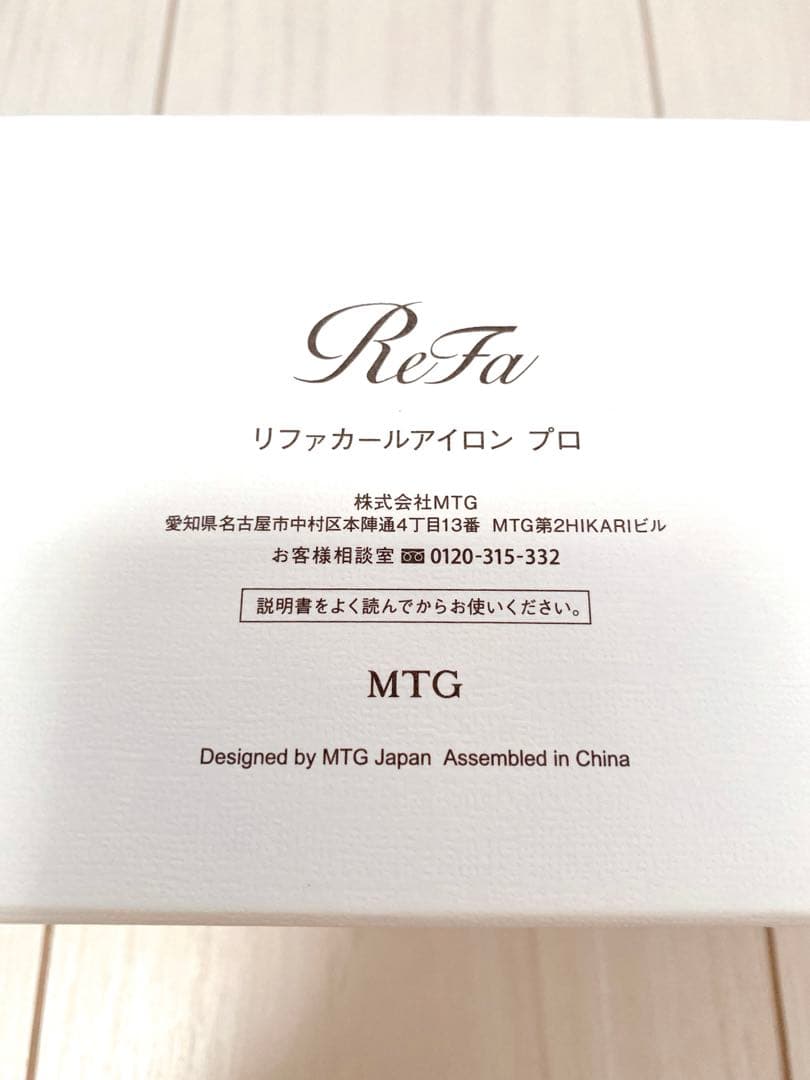 ReFa
リファカールアイロン プロ
株式会社MTG
愛知県名古屋市中村区本陣通4丁目13番 MTG第2HIKARIビル
お客様相談室 0120-315-332
説明書をよく読んでからお使いください。
MTG
Designed by MTG Japan Assembled in China